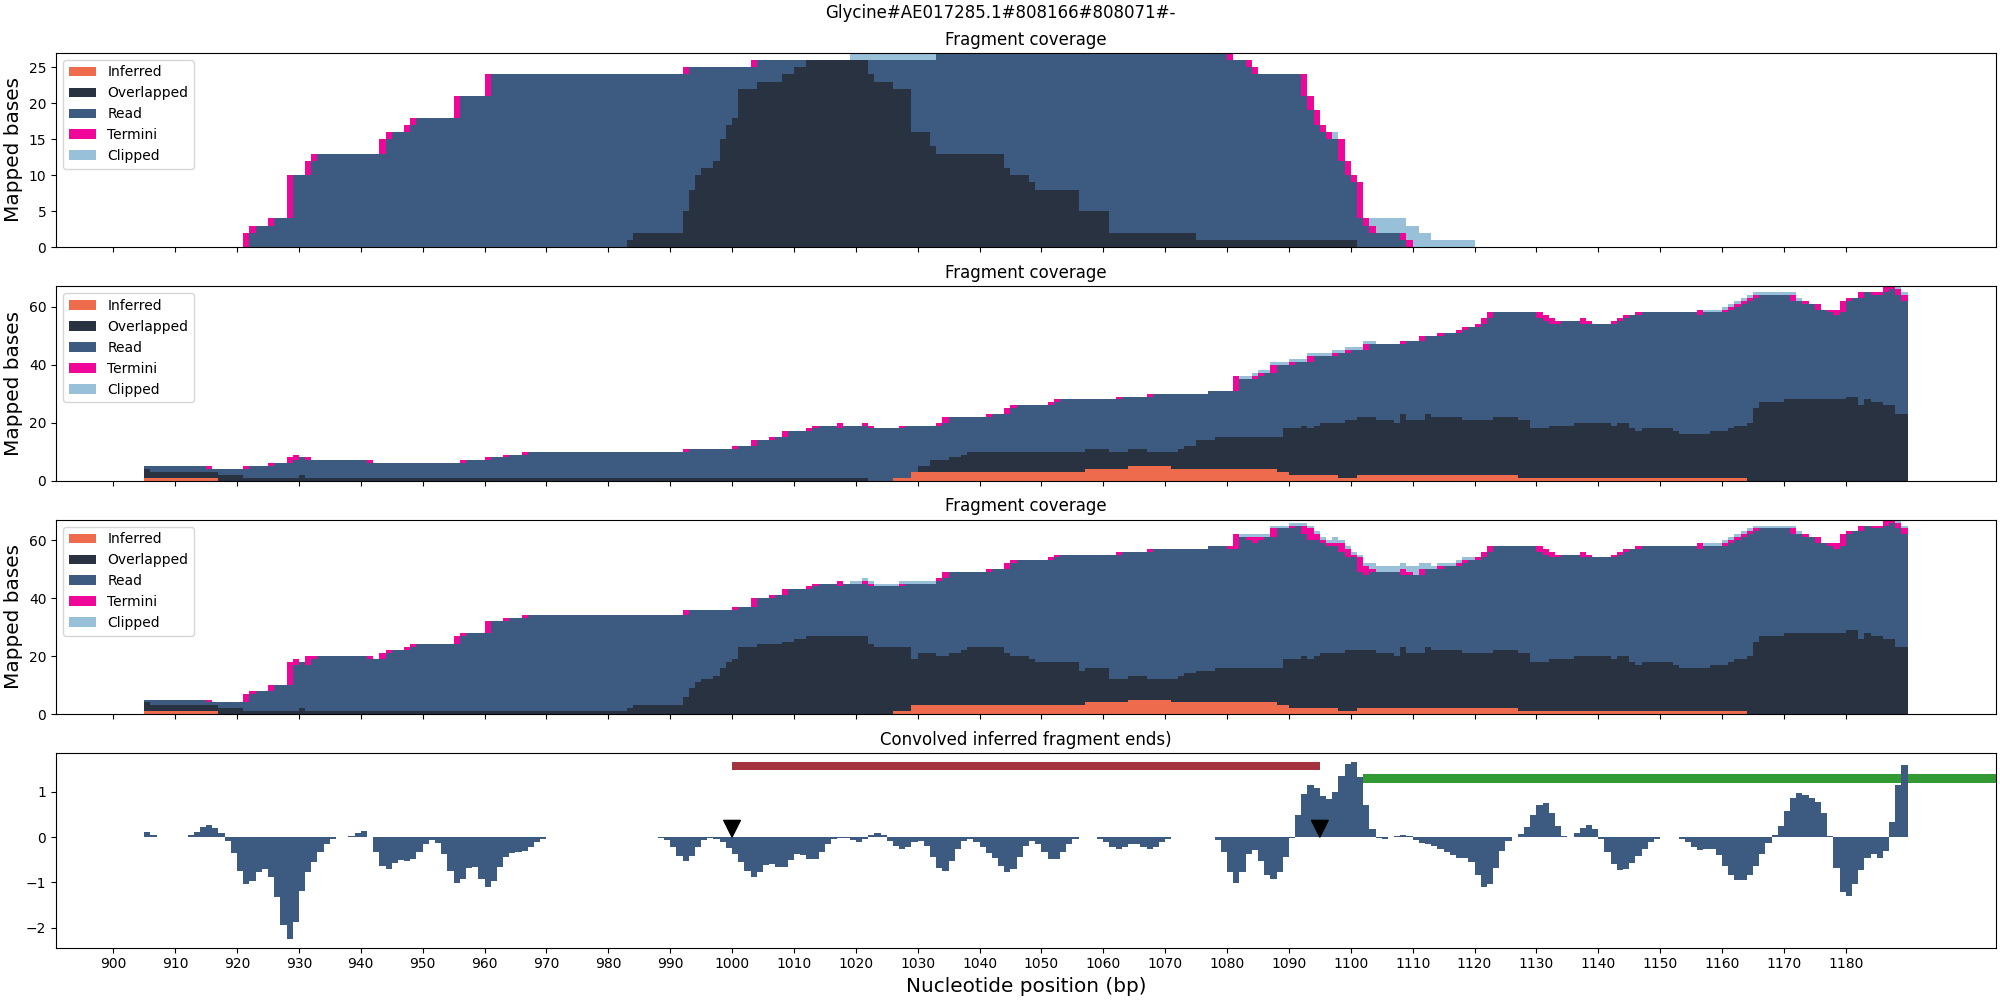 Glycine#AE017285.1#808166#808071#-
Fragment coverage
Mapped bases
25
20
15
10
5
0
Inferred
Overlapped
Read
Termini
Clipped
Fragment coverage
Mapped bases
60
40
20
0
Inferred
Overlapped
Read
Termini
Clipped
Fragment coverage
Mapped bases
60
40
20
0
Inferred
Overlapped
Read
Termini
Clipped
Convolved inferred fragment ends)
1
0
−1
−2
900 910 920 930 940 950 960 970 980 990 1000 1010 1020 1030 1040 1050 1060 1070 1080 1090 1100 1110 1120 1130 1140 1150 1160 1170 1180
Nucleotide position (bp)